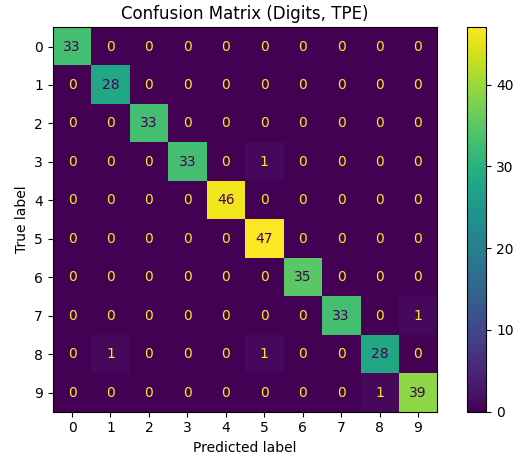 Confusion Matrix (Digits, TPE)
0 33 0 0 0 0 0 0 0 0 0
1 0 28 0 0 0 0 0 0 0 0
2 0 0 33 0 0 0 0 0 0 0
3 0 0 0 33 0 1 0 0 0 0
4 0 0 0 0 46 0 0 0 0 0
5 0 0 0 0 0 47 0 0 0 0
6 0 0 0 0 0 0 35 0 0 0
7 0 0 0 0 0 0 0 33 0 1
8 0 1 0 0 0 1 0 0 28 0
9 0 0 0 0 0 0 0 0 1 39
0 1 2 3 4 5 6 7 8 9
Predicted label
True label
40
30
20
10
0